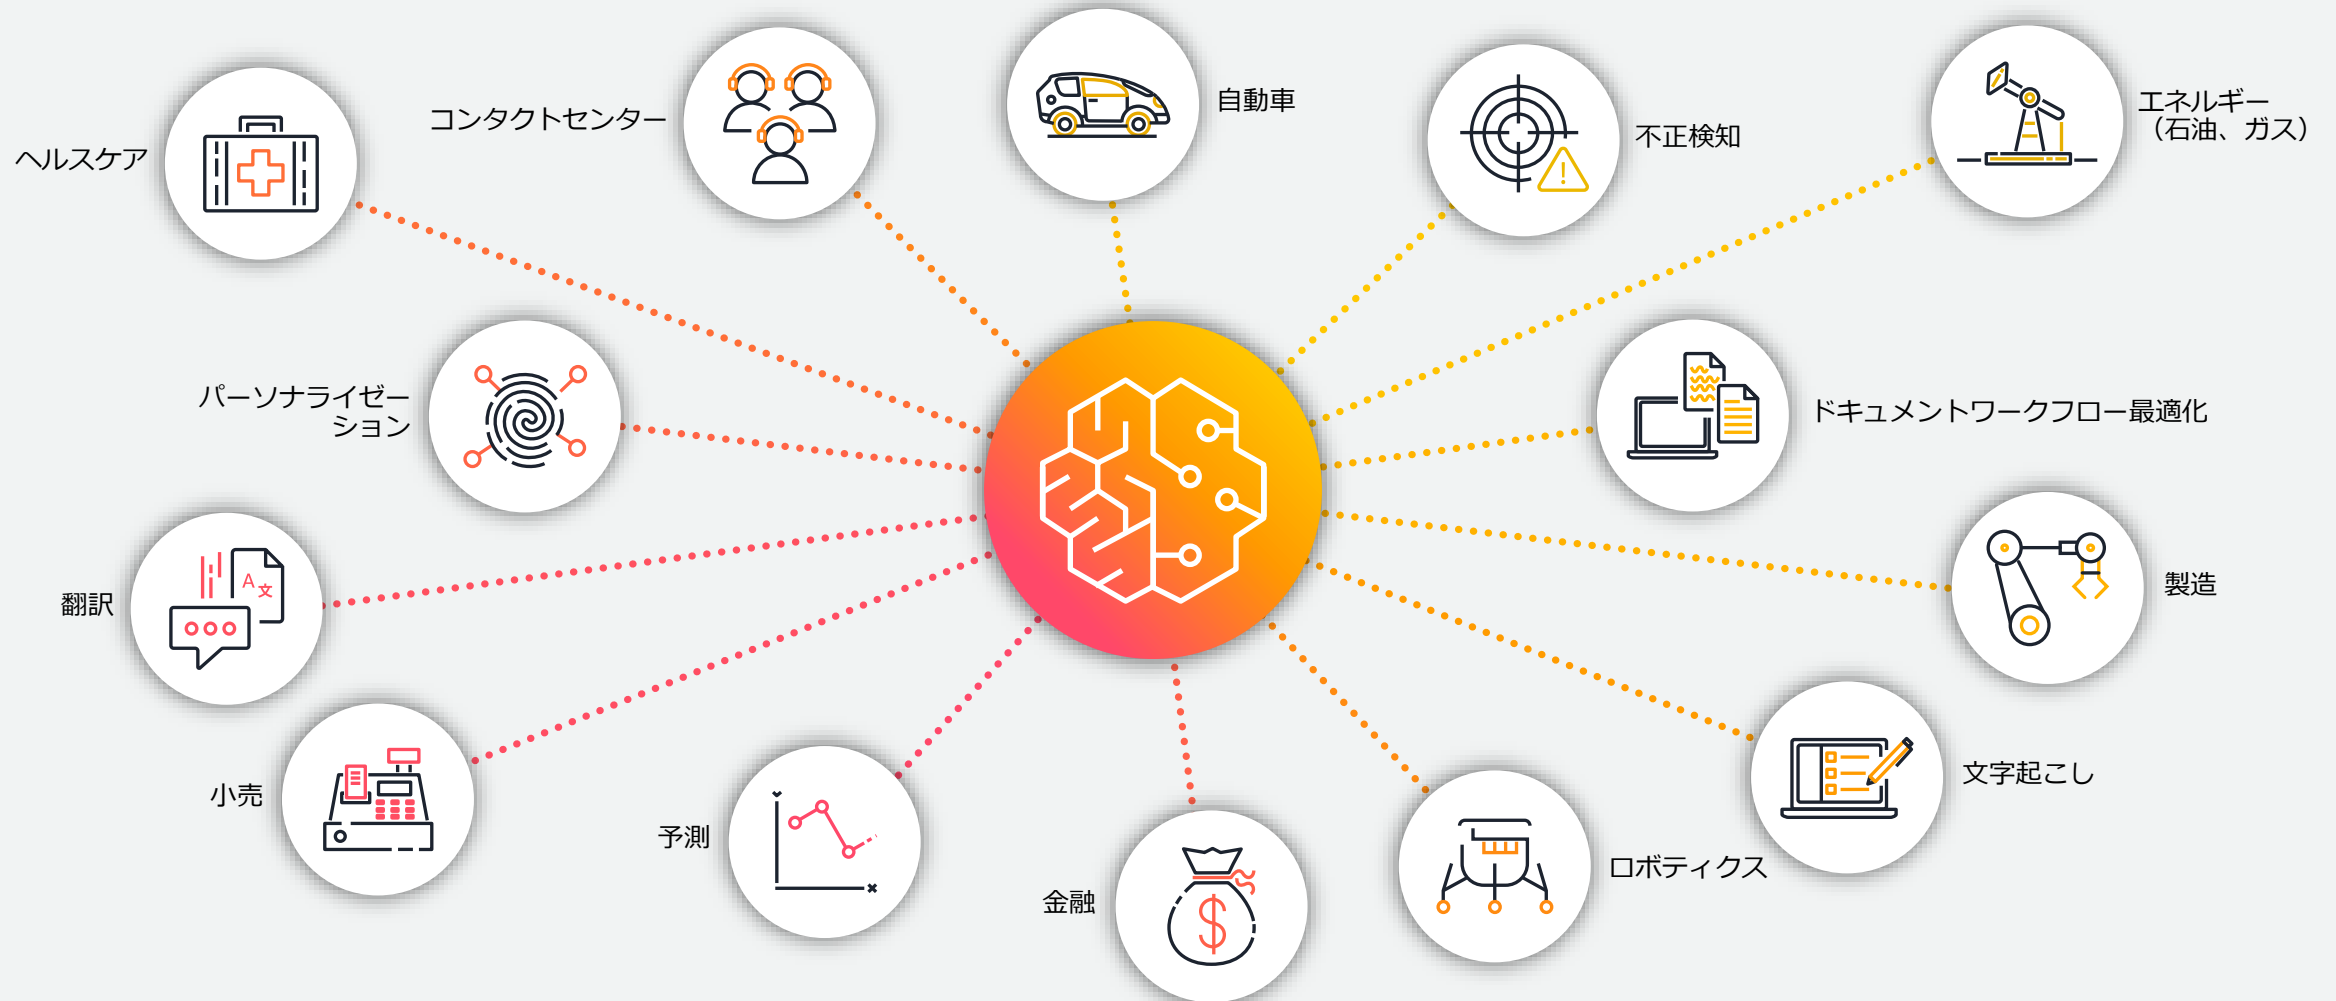 自動車
エネルギー
（石油、ガス）
コンタクトセンター
不正検知
ヘルスケア
パーソナライゼー
ション
ドキュメントワークフロー最適化
A
文
翻訳
製造
文字起こし
小売
予測
ロボティクス
金融
$